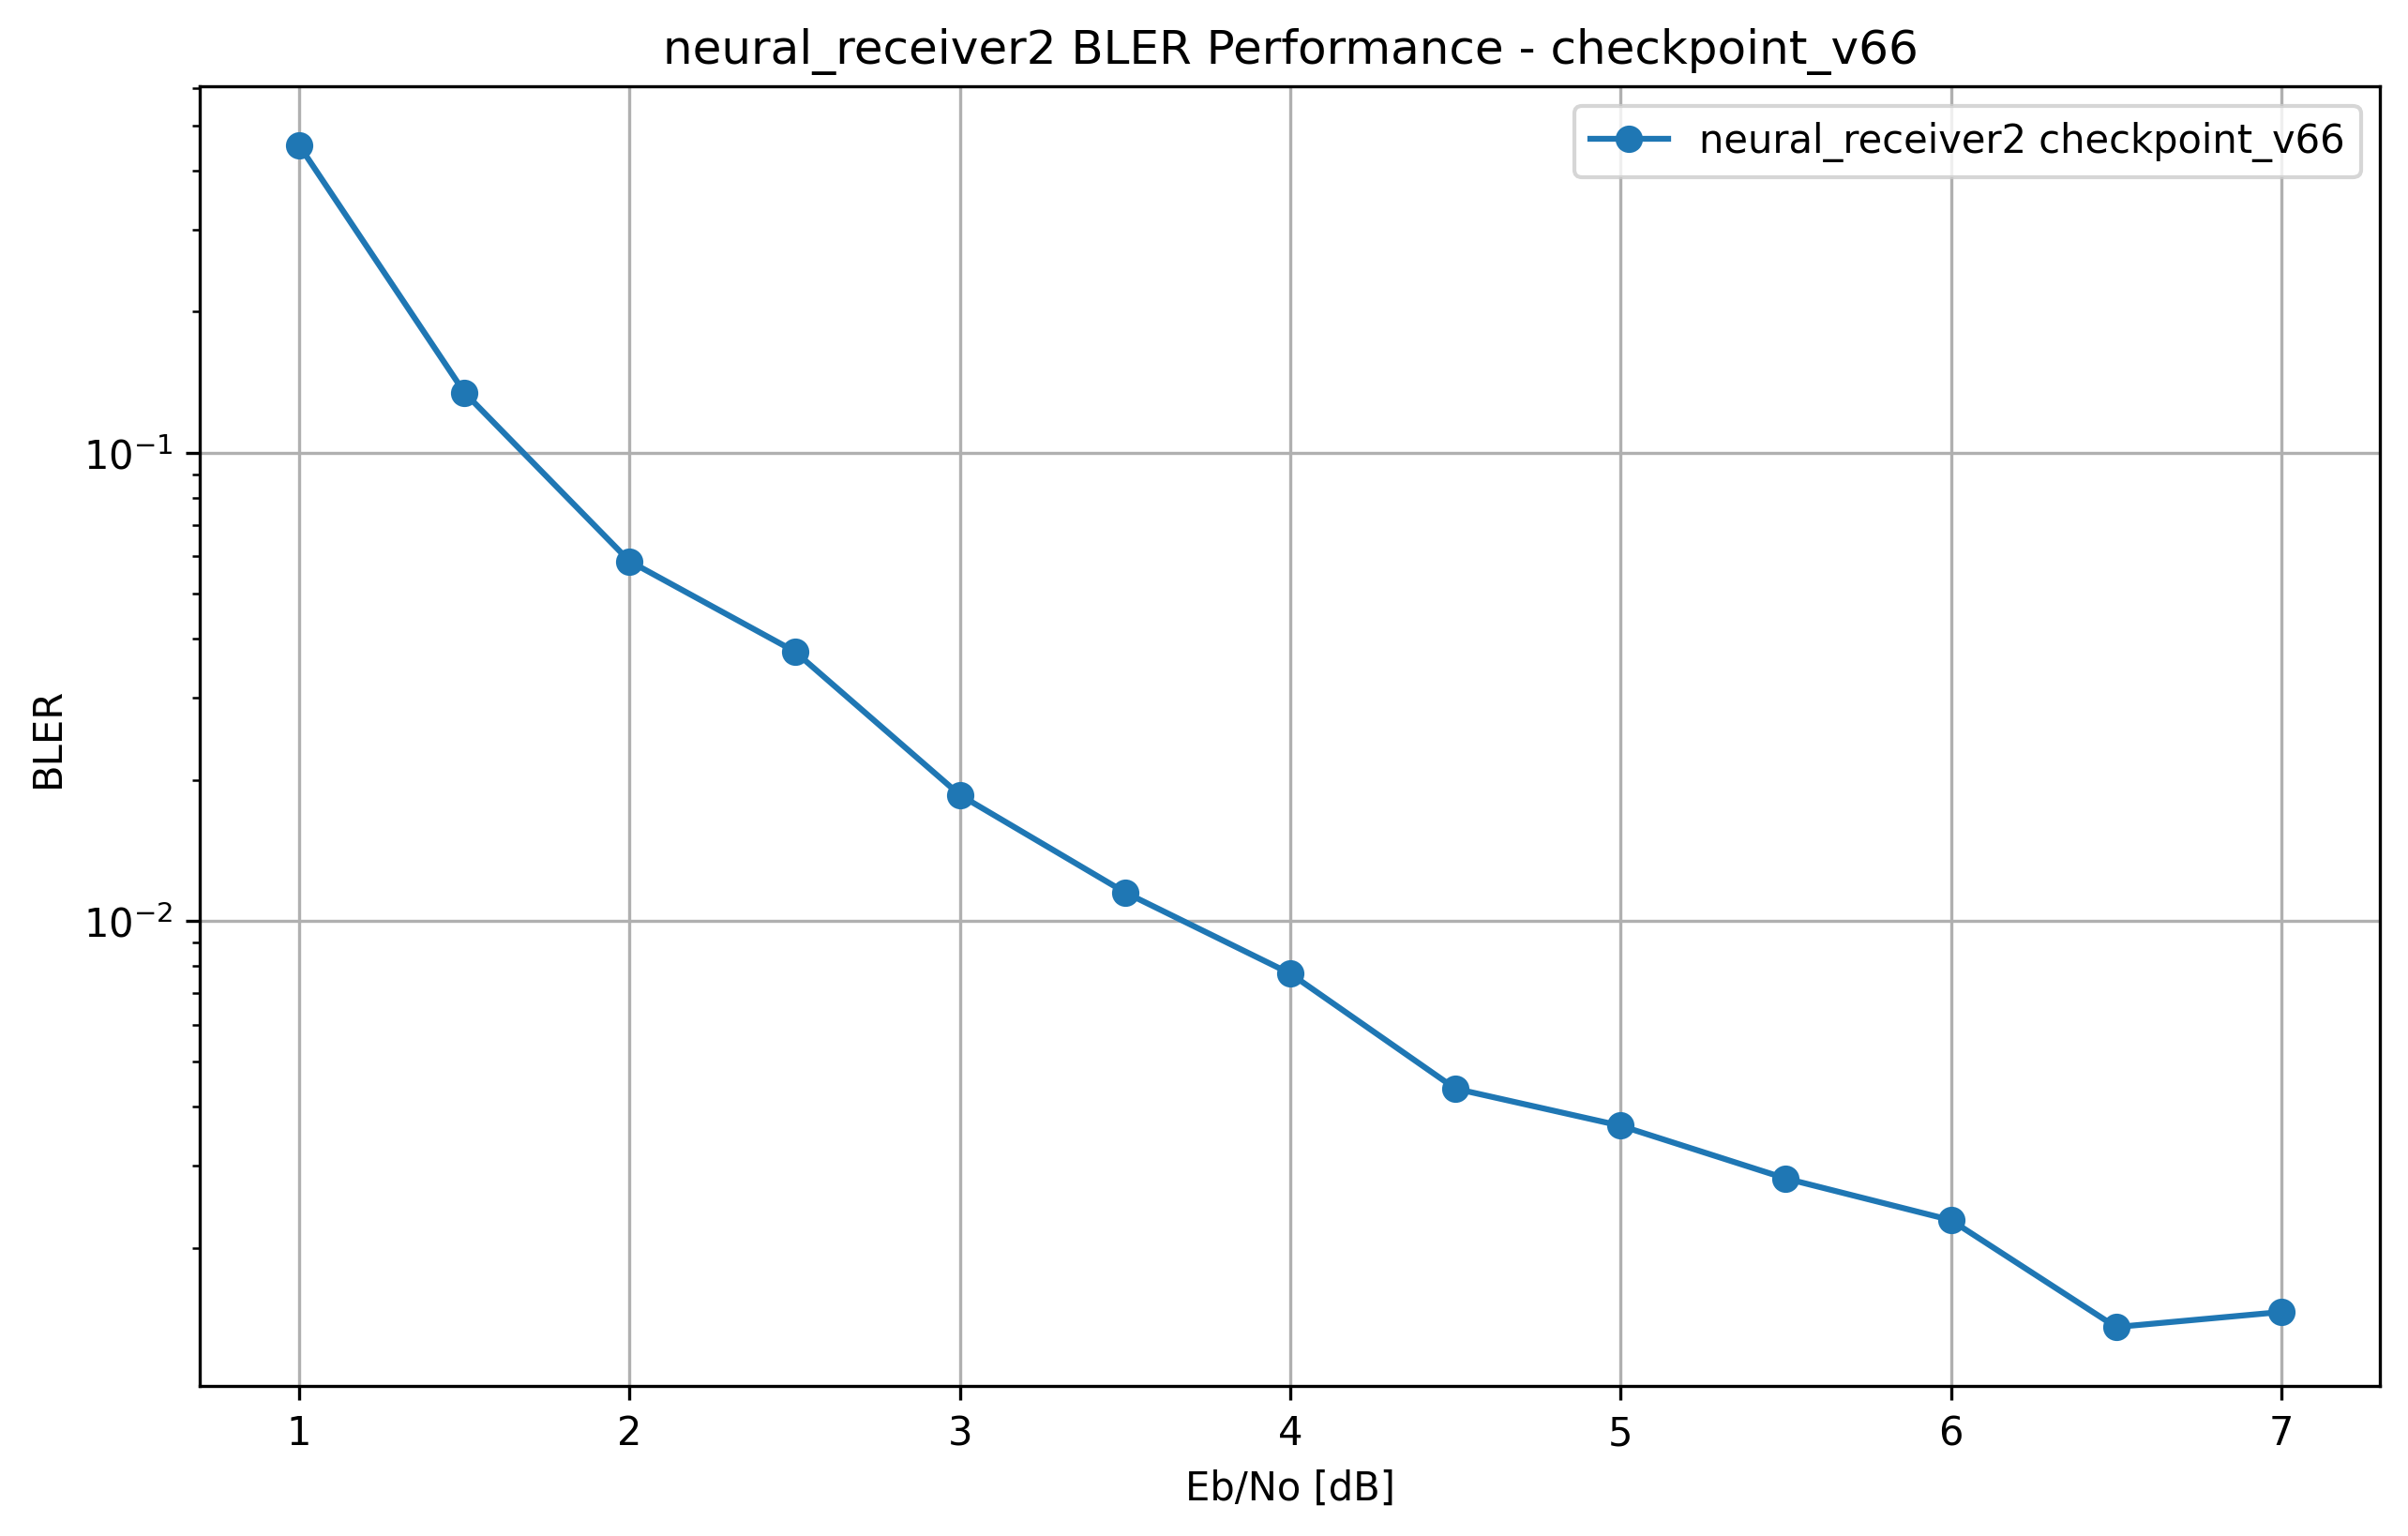 neural_receiver2 BLER Performance - checkpoint_v66
neural_receiver2 checkpoint_v66
10⁻¹
10⁻²
BLER
1 2 3 4 5 6 7
Eb/No [dB]